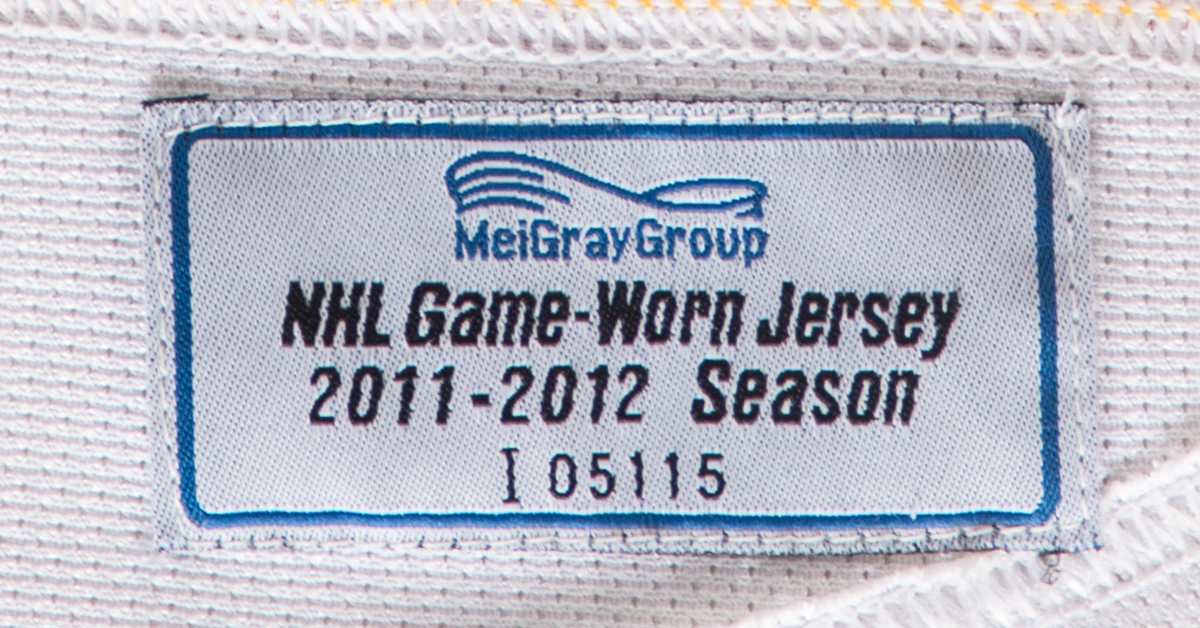 MeiGrayGroup
NHL Game-Worn Jersey
2011-2012 Season
I 05115